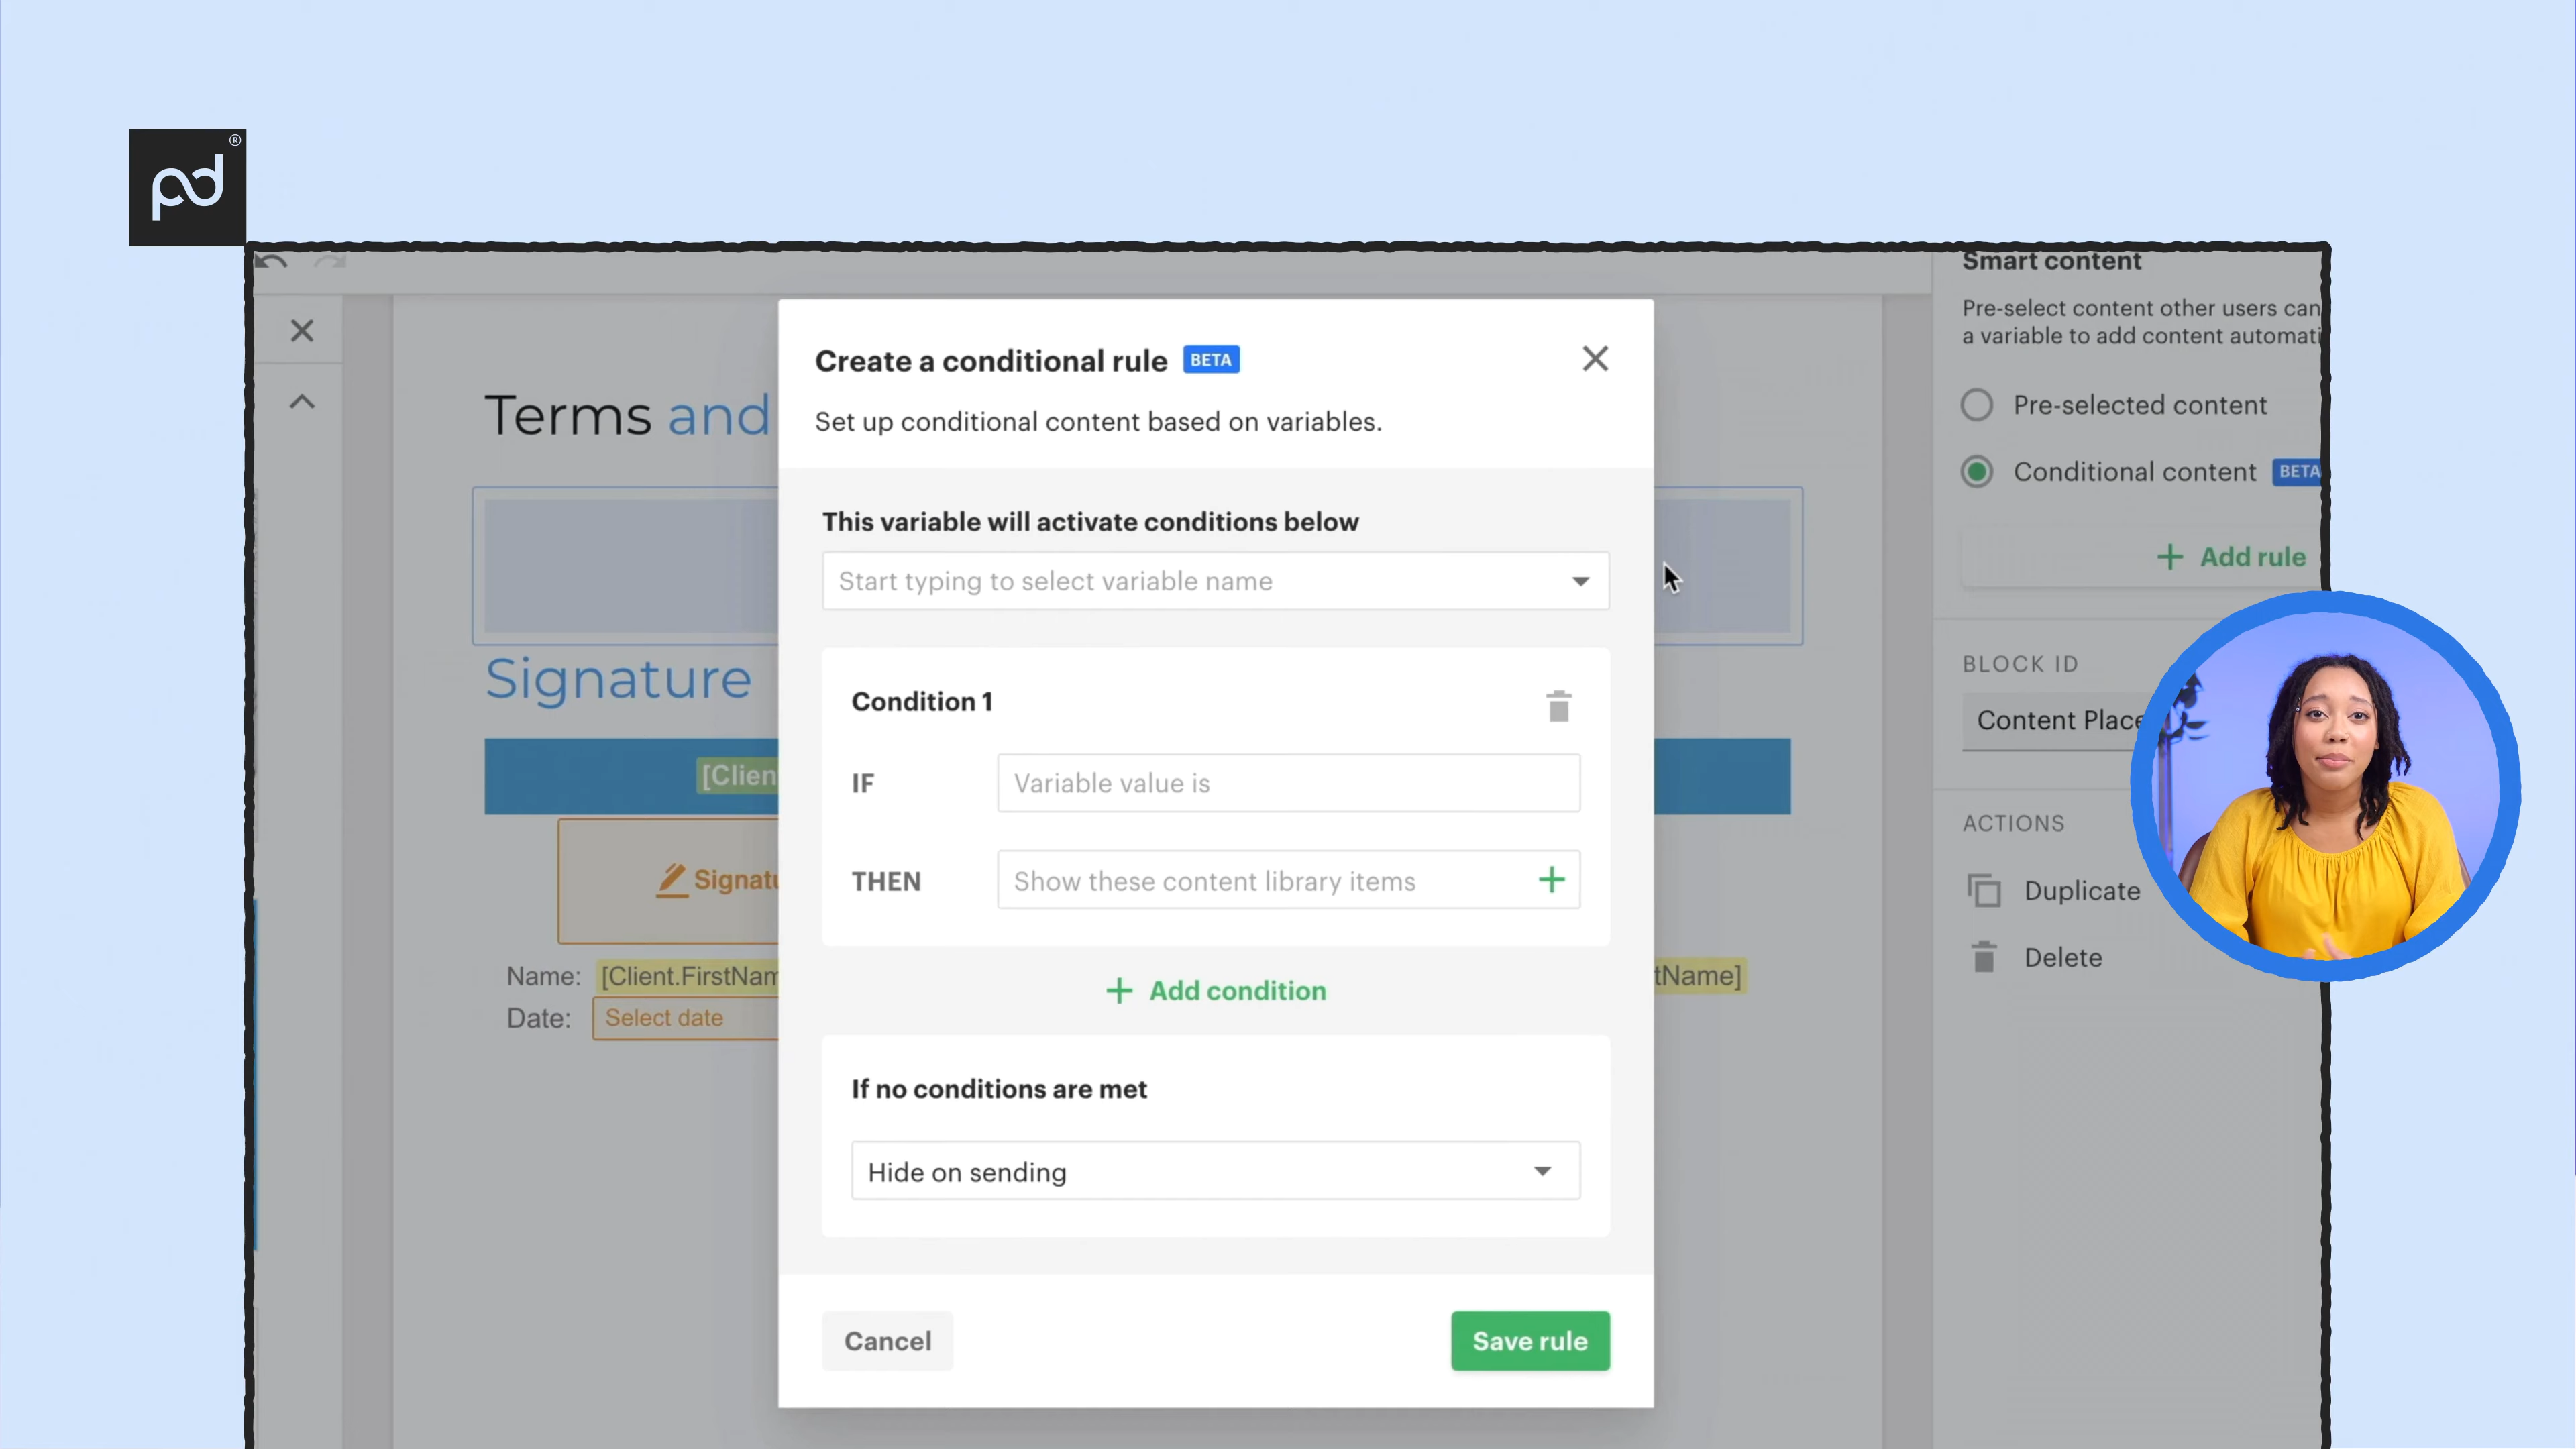 pd®
Smart content
Pre-select content other users can
a variable to add content automati
Pre-selected content
Conditional content BETA
+ Add rule
BLOCK ID
Content Place
ACTIONS
Duplicate
Delete
Terms and
Signature
[Clien
Signatu
Name: [Client.FirstNam
tName]
Date: Select date
Create a conditional rule BETA
Set up conditional content based on variables.
This variable will activate conditions below
Start typing to select variable name
Condition 1
IF Variable value is
THEN Show these content library items +
+ Add condition
If no conditions are met
Hide on sending
Cancel
Save rule